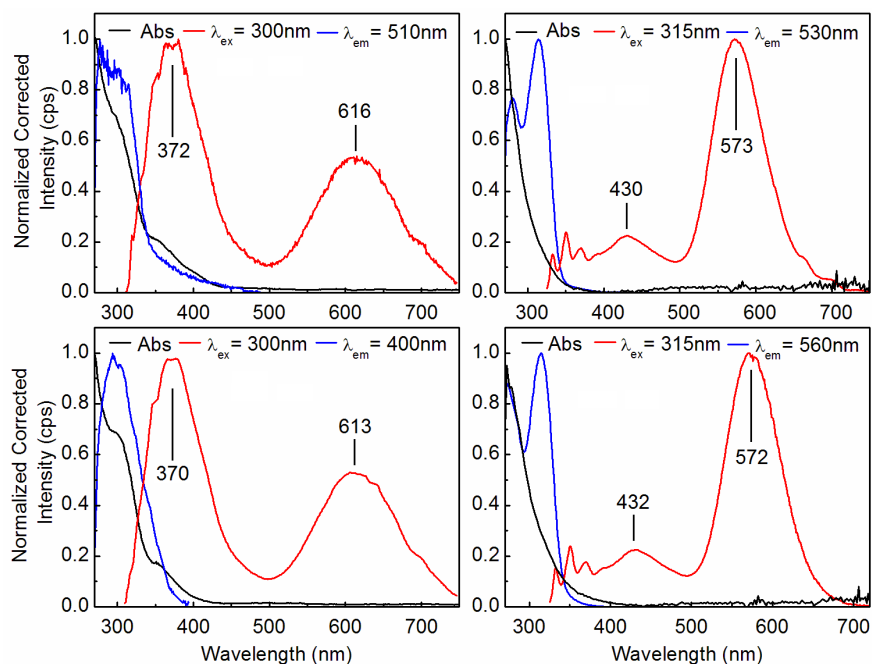 Abs λex = 300nm λem = 510nm
Abs λex = 315nm λem = 530nm
Normalized Corrected
Intensity (cps)
1.0
0.8
0.6
0.4
0.2
0.0
372
616
300 400 500 600 700
1.0
0.8
0.6
0.4
0.2
0.0
430
573
300 400 500 600 700
Abs λex = 300nm λem = 400nm
Abs λex = 315nm λem = 560nm
Normalized Corrected
Intensity (cps)
1.0
0.8
0.6
0.4
0.2
0.0
370
613
300 400 500 600 700
Wavelength (nm)
1.0
0.8
0.6
0.4
0.2
0.0
432
572
300 400 500 600 700
Wavelength (nm)